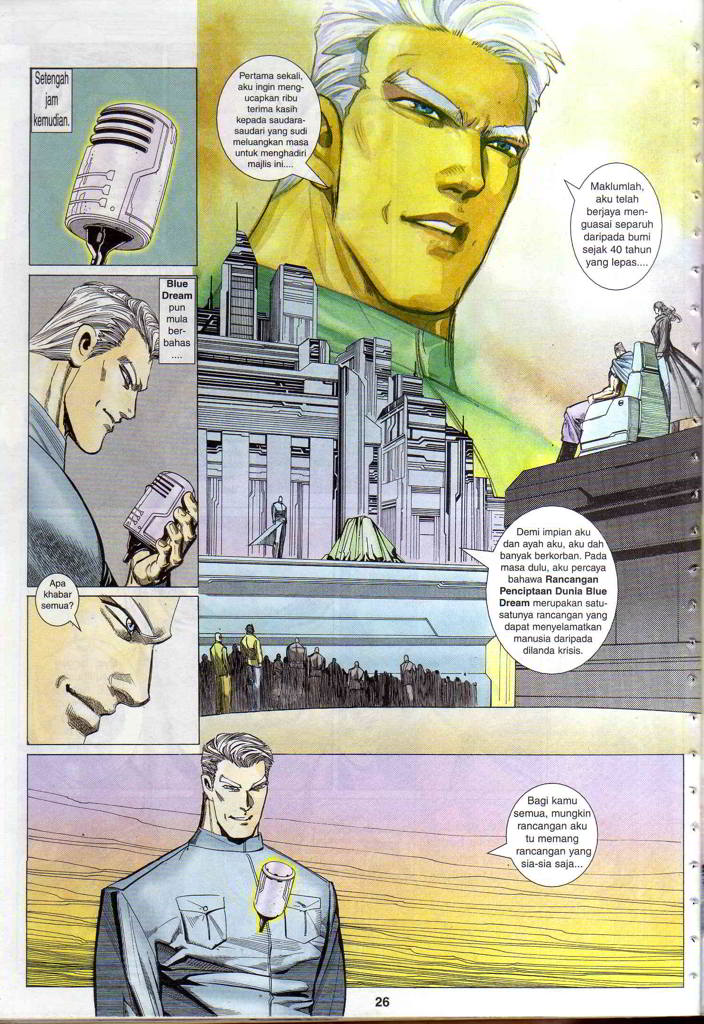 Setengah
jam
kemudian.
Blue
Dream
pun
mula
ber-
bahas
....
Apa
khabar
semua?
Pertama sekali,
aku ingin meng-
ucapkan ribu
terima kasih
kepada saudara-
saudari yang sudi
meluangkan masa
untuk menghadiri
majlis ini....
Maklumlah,
aku telah
berjaya men-
guasai separuh
daripada bumi
sejak 40 tahun
yang lepas....
Demi impian aku
dan ayah aku, aku dah
banyak berkorban. Pada
masa dulu, aku percaya
bahawa Rancangan
Penciptaan Dunia Blue
Dream merupakan satu-
satunya rancangan yang
dapat menyelamatkan
manusia daripada
dilanda krisis.
Bagi kamu
semua, mungkin
rancangan aku
tu memang
rancangan yang
sia-sia saja...
26